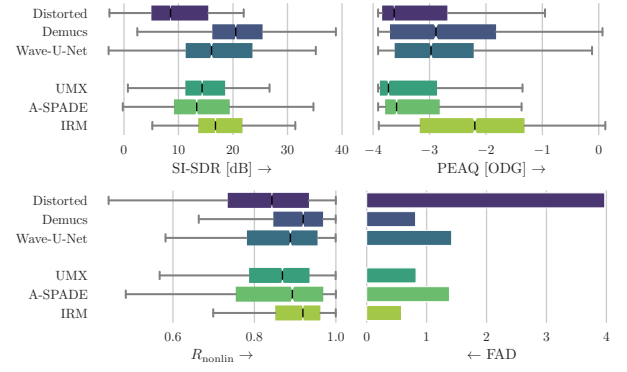 Distorted
Demucs
Wave-U-Net
UMX
A-SPADE
IRM
0 10 20 30 40
SI-SDR [dB] →
−4 −3 −2 −1 0
PEAQ [ODG] →
Distorted
Demucs
Wave-U-Net
UMX
A-SPADE
IRM
0.6 0.8 1.0
Rnonlin →
0 1 2 3 4
← FAD